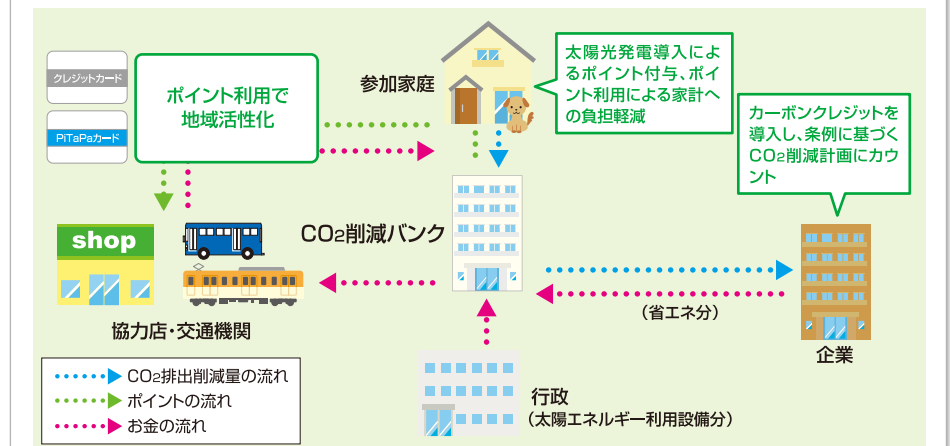 クレジットカード
PiTaPaカード
ポイント利用で
地域活性化
参加家庭
太陽光発電導入によ
るポイント付与、ポイ
ント利用による家計へ
の負担軽減
カーボンクレジットを
導入し、条例に基づく
CO2削減計画にカウ
ント
shop
CO2削減バンク
協力店・交通機関
（省エネ分）
企業
行政
（太陽エネルギー利用設備分）
CO2排出削減量の流れ
ポイントの流れ
お金の流れ